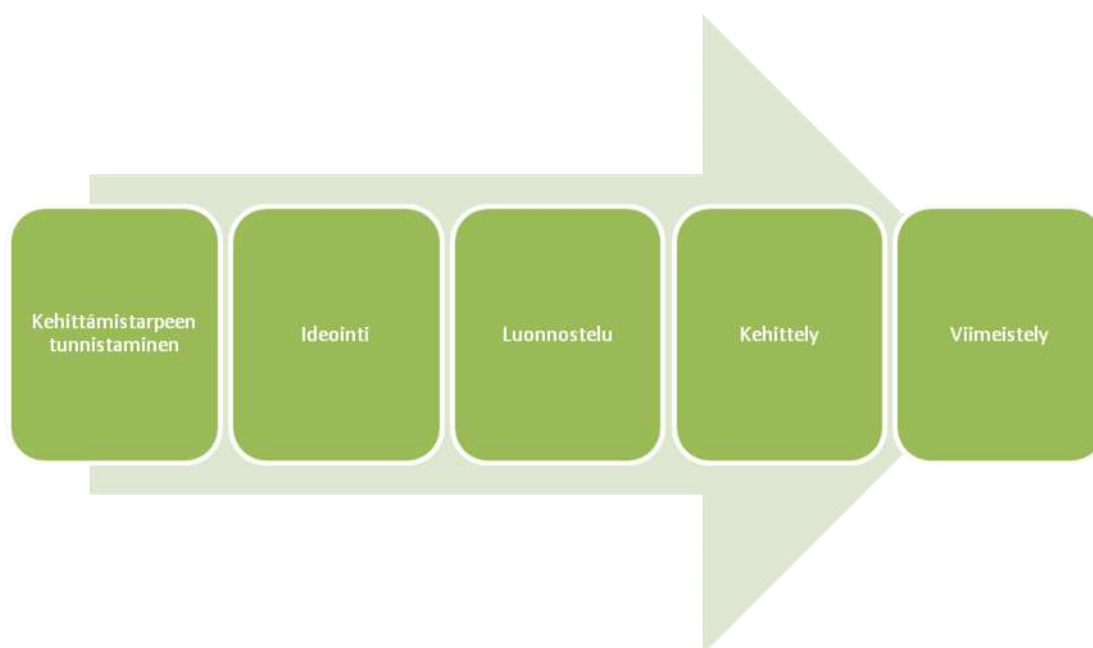 Kehittämistarpeen
tunnistaminen
Ideointi
Luonnostelu
Kehittely
Viimeistely